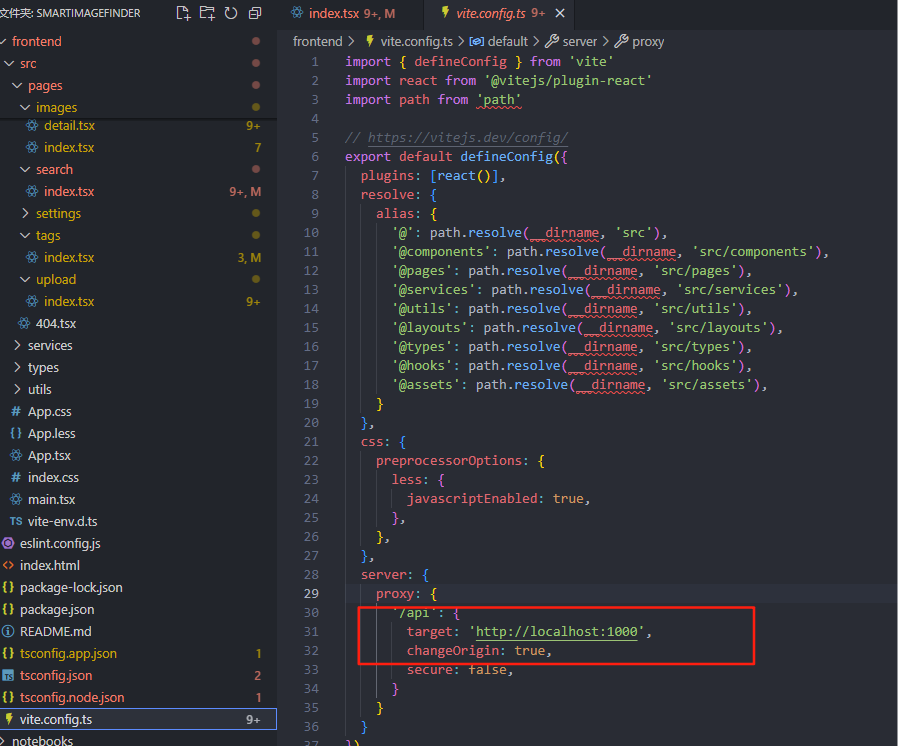 文件夹: SMARTIMAGEFINDER
frontend
src
pages
images
detail.tsx 9+
index.tsx 7
search
index.tsx 9+, M
settings
tags
index.tsx 3, M
upload
index.tsx 9+
404.tsx
services
types
utils
# App.css
{} App.less
App.tsx
# index.css
main.tsx
TS vite-env.d.ts
eslint.config.js
<> index.html
{} package-lock.json
{} package.json
README.md
{} tsconfig.app.json 1
TS tsconfig.json 2
{} tsconfig.node.json 1
vite.config.ts 9+
notebooks
index.tsx 9+, M
vite.config.ts 9+
frontend > vite.config.ts > default > server > proxy
1 import { defineConfig } from 'vite'
2 import react from '@vitejs/plugin-react'
3 import path from 'path'
4
5 // https://vitejs.dev/config/
6 export default defineConfig({
7 plugins: [react()],
8 resolve: {
9 alias: {
10 '@': path.resolve(__dirname, 'src'),
11 '@components': path.resolve(__dirname, 'src/components'),
12 '@pages': path.resolve(__dirname, 'src/pages'),
13 '@services': path.resolve(__dirname, 'src/services'),
14 '@utils': path.resolve(__dirname, 'src/utils'),
15 '@layouts': path.resolve(__dirname, 'src/layouts'),
16 '@types': path.resolve(__dirname, 'src/types'),
17 '@hooks': path.resolve(__dirname, 'src/hooks'),
18 '@assets': path.resolve(__dirname, 'src/assets'),
19 }
20 },
21 css: {
22 preprocessorOptions: {
23 less: {
24 javascriptEnabled: true,
25 },
26 },
27 },
28 server: {
29 proxy: {
30 '/api': {
31 target: 'http://localhost:1000',
32 changeOrigin: true,
33 secure: false,
34 }
35 }
36 }
37 })